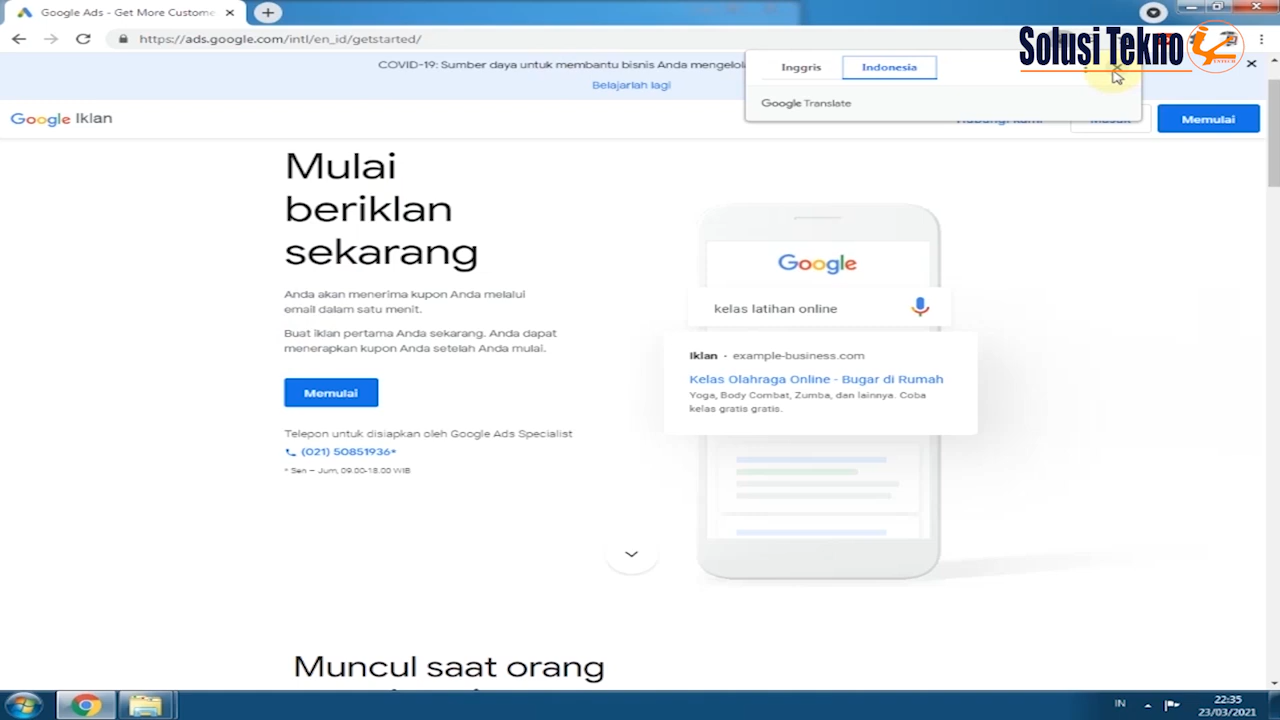 Google Ads - Get More Custome
https://ads.google.com/intl/en_id/getstarted/
Solusi Tekno
COVID-19: Sumber daya untuk membantu bisnis Anda mengelola
Belajarlah lagi
Inggris
Indonesia
Google Translate
Google Iklan
Hubungi kami
Masuk
Memulai
Mulai
beriklan
sekarang
Anda akan menerima kupon Anda melalui
email dalam satu menit.
Buat iklan pertama Anda sekarang. Anda dapat
menerapkan kupon Anda setelah Anda mulai.
Memulai
Telepon untuk disiapkan oleh Google Ads Specialist
(021) 50851936*
* Sen – Jum, 09.00-18.00 WIB
Google
kelas latihan online
Iklan · example-business.com
Kelas Olahraga Online - Bugar di Rumah
Yoga, Body Combat, Zumba, dan lainnya. Coba
kelas gratis gratis.
Muncul saat orang
IN
22:35
23/03/2021